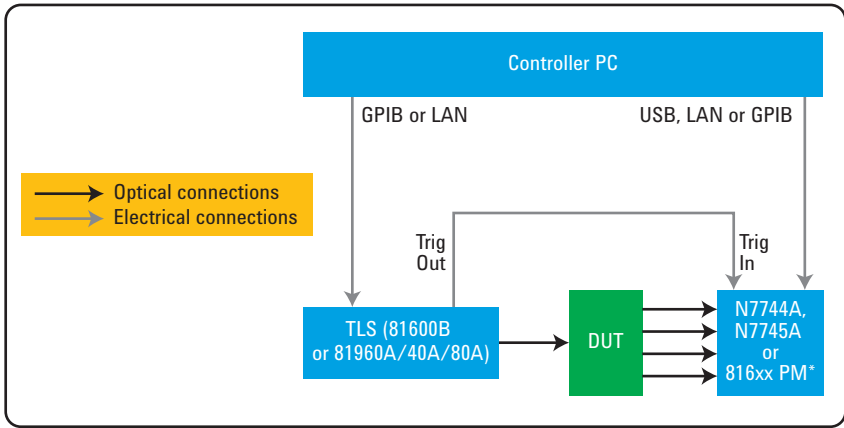 Controller PC
GPIB or LAN
USB, LAN or GPIB
Optical connections
Electrical connections
Trig
Out
Trig
In
TLS (81600B
or 81960A/40A/80A)
DUT
N7744A,
N7745A
or
816xx PM*